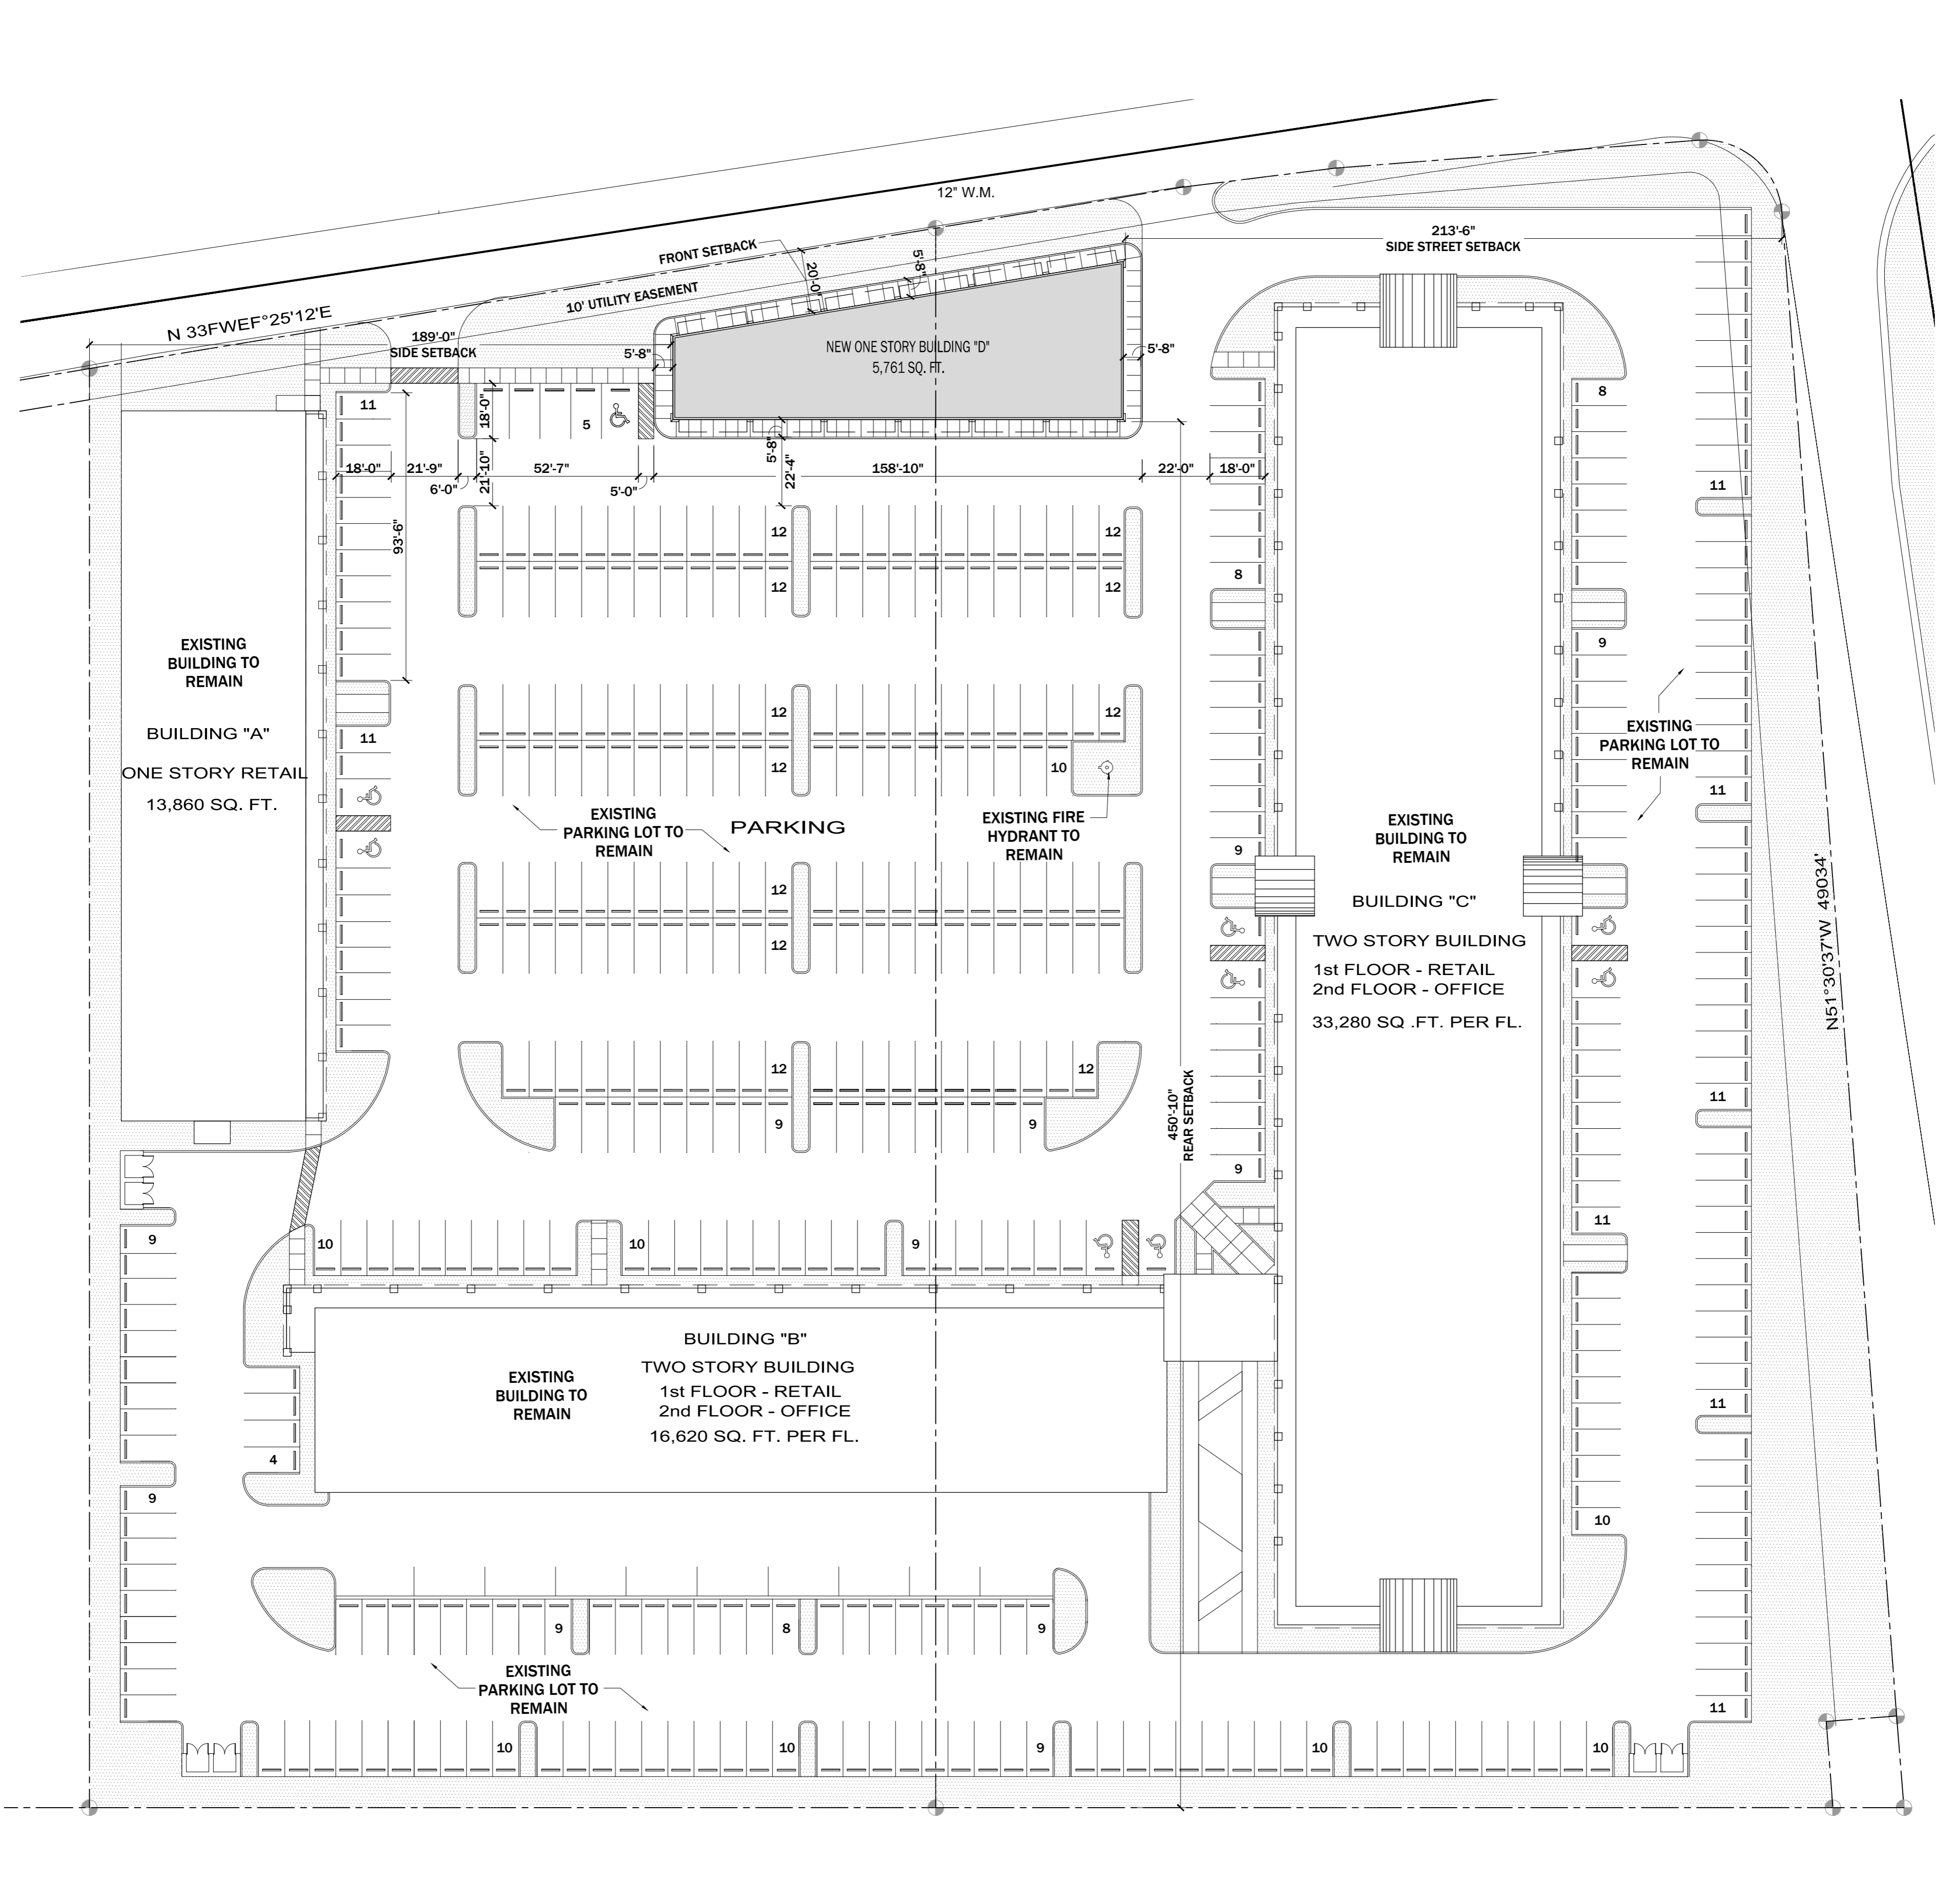 12" W.M.
213'-6"
SIDE STREET SETBACK
FRONT SETBACK
20'-0"
5'-8"
10' UTILITY EASEMENT
N 33FWEF°25'12'E
189'-0"
SIDE SETBACK
5'-8"
NEW ONE STORY BUILDING "D"
5,761 SQ. FT.
5'-8"
11
18'-0"
5
8
5'-8"
18'-0"
21'-9"
6'-0"
21'-10"
52'-7"
5'-0"
22'-4"
158'-10"
22'-0"
18'-0"
93'-6"
11
12
12
12
12
8
9
EXISTING
BUILDING TO
REMAIN
BUILDING "A"
ONE STORY RETAIL
13,860 SQ. FT.
11
12
12
12
10
EXISTING
PARKING LOT TO
REMAIN
11
EXISTING
PARKING LOT TO
REMAIN
PARKING
EXISTING FIRE
HYDRANT TO
REMAIN
EXISTING
BUILDING TO
REMAIN
BUILDING "C"
TWO STORY BUILDING
1st FLOOR - RETAIL
2nd FLOOR - OFFICE
33,280 SQ .FT. PER FL.
9
12
12
N51°30'37'W 49034'
12
12
9
9
450'-10"
REAR SETBACK
11
9
11
9
10
10
9
BUILDING "B"
TWO STORY BUILDING
1st FLOOR - RETAIL
2nd FLOOR - OFFICE
16,620 SQ. FT. PER FL.
EXISTING
BUILDING TO
REMAIN
11
4
9
10
9
8
9
EXISTING
PARKING LOT TO
REMAIN
11
10
10
9
10
10